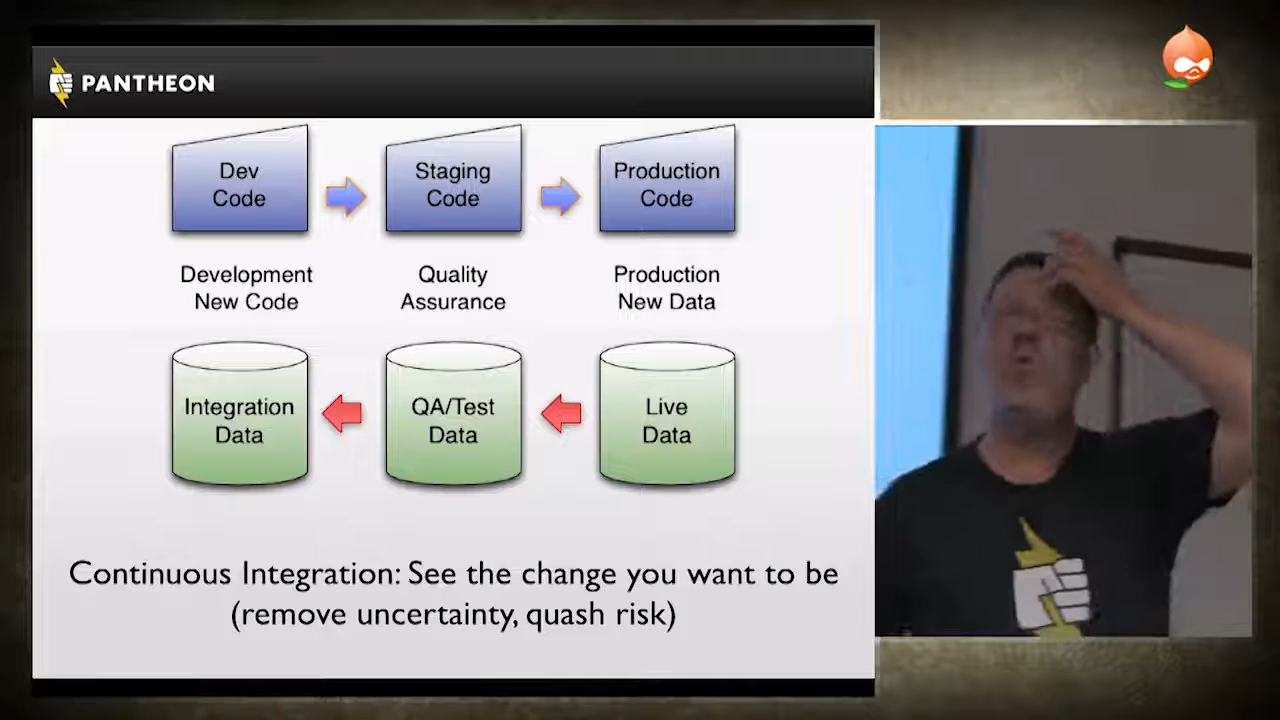 PANTHEON
Dev
Code
Staging
Code
Production
Code
Development
New Code
Quality
Assurance
Production
New Data
Integration
Data
QA/Test
Data
Live
Data
Continuous Integration: See the change you want to be
(remove uncertainty, quash risk)